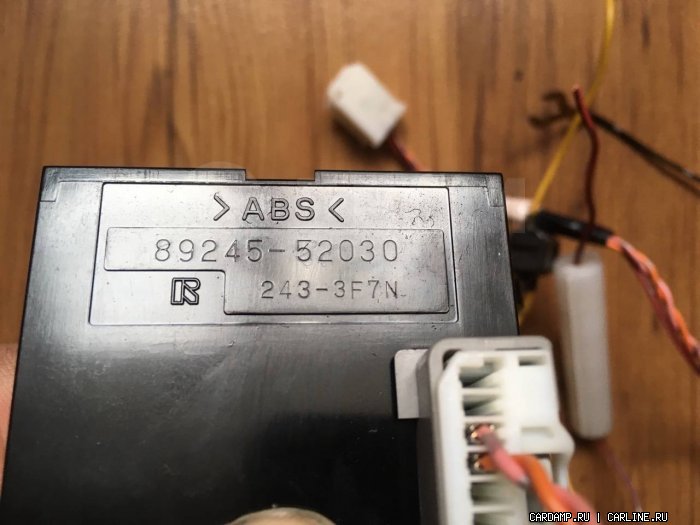 >ABS<
89245-52030
R
243-3F7N
CARDAMP.RU | CARLINE.RU